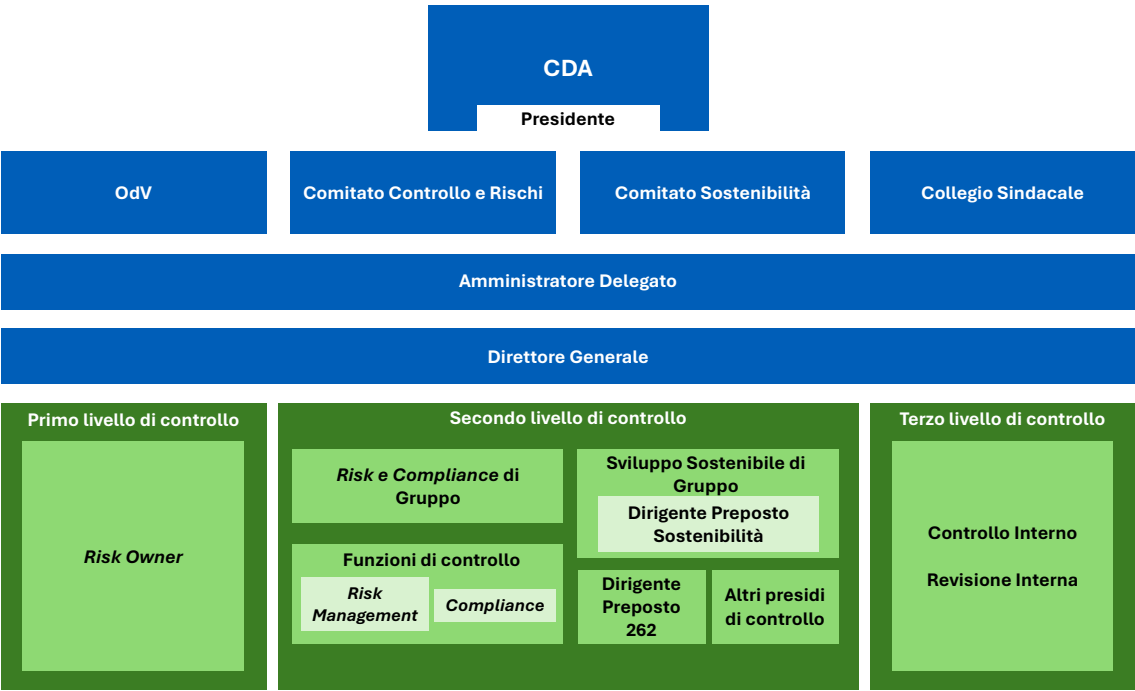 CDA
Presidente
OdV
Comitato Controllo e Rischi
Comitato Sostenibilità
Collegio Sindacale
Amministratore Delegato
Direttore Generale
Primo livello di controllo
Risk Owner
Secondo livello di controllo
Risk e Compliance di
Gruppo
Sviluppo Sostenibile di
Gruppo
Dirigente Preposto
Sostenibilità
Funzioni di controllo
Risk
Management
Compliance
Dirigente
Preposto
262
Altri presidi
di controllo
Terzo livello di controllo
Controllo Interno
Revisione Interna